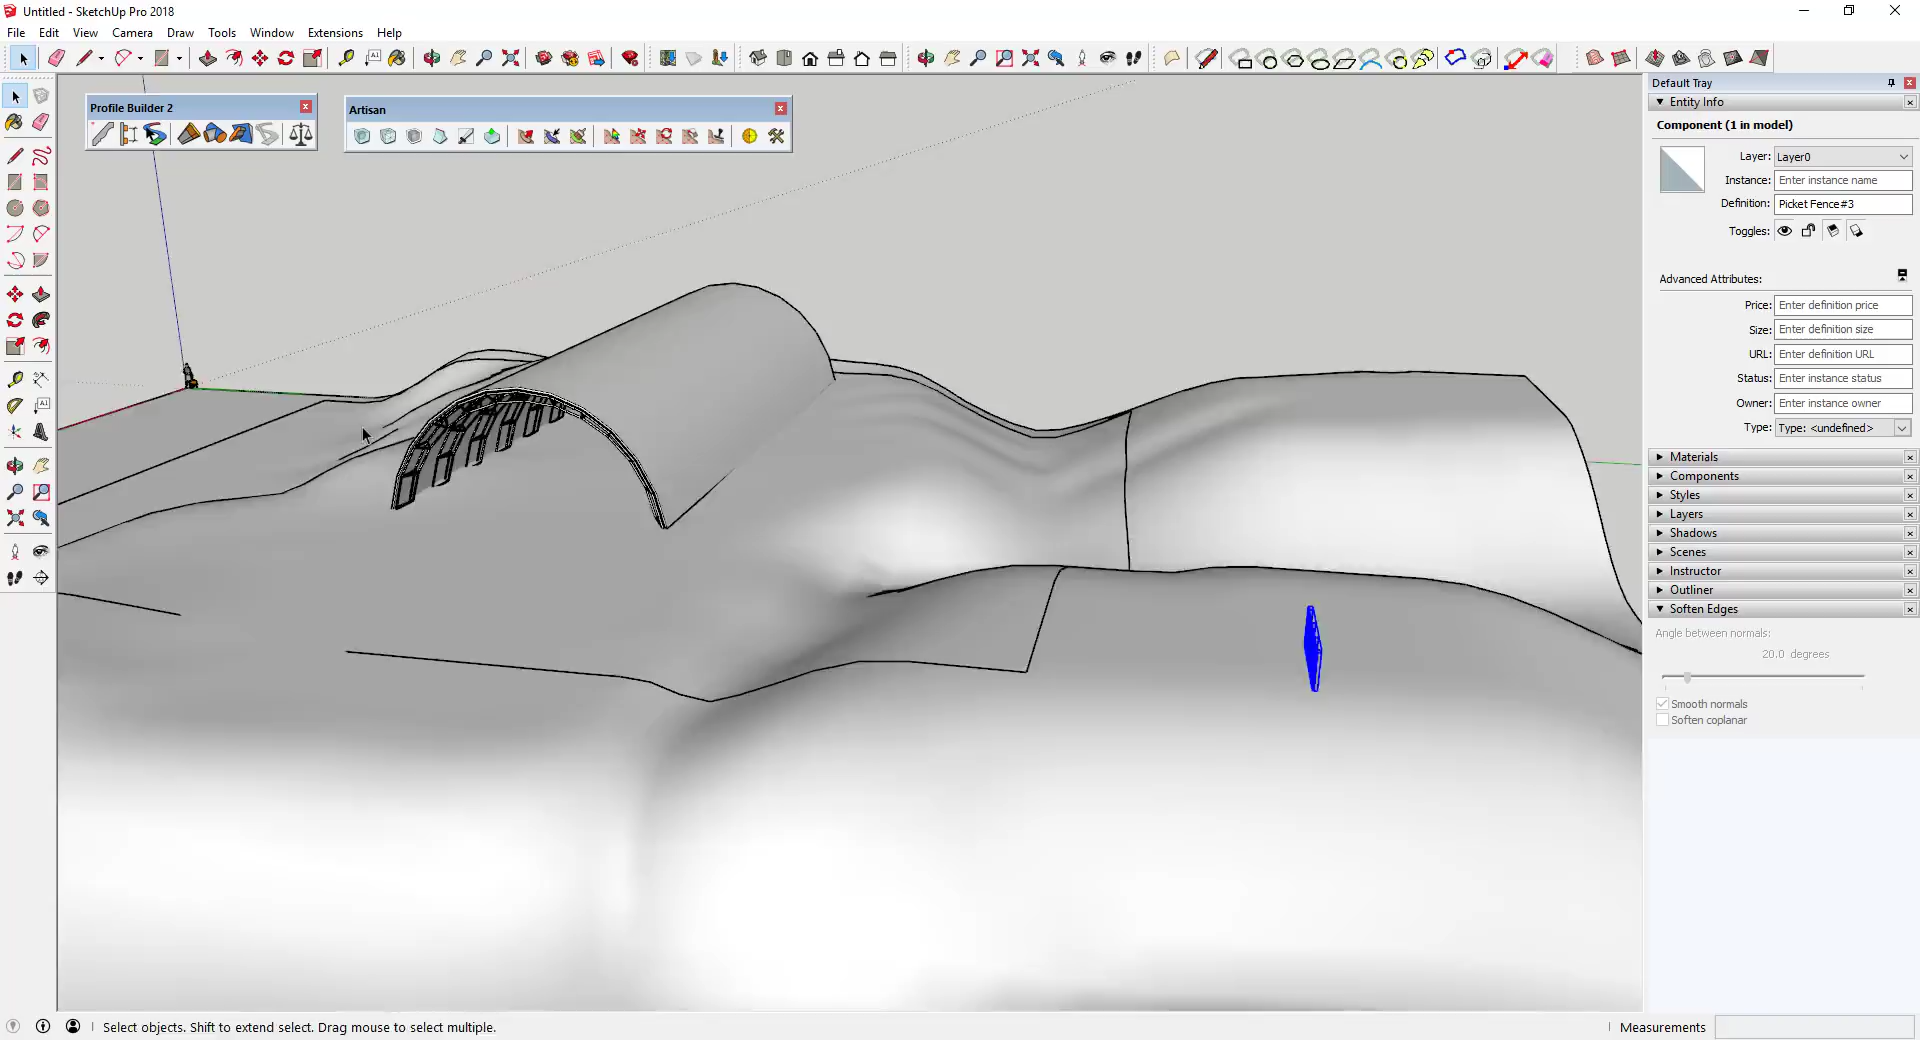 Untitled - SketchUp Pro 2018
File Edit View Camera Draw Tools Window Extensions Help
Default Tray
Profile Builder 2
Artisan
Entity Info
Component (1 in model)
Layer: Layer0
Instance: Enter instance name
Definition: Picket Fence#3
Toggles:
Advanced Attributes:
Price: Enter definition price
Size: Enter definition size
URL: Enter definition URL
Status: Enter instance status
Owner: Enter instance owner
Type: Type: <undefined>
Materials
Components
Styles
Layers
Shadows
Scenes
Instructor
Outliner
Soften Edges
Angle between normals:
20.0 degrees
Smooth normals
Soften coplanar
Select objects. Shift to extend select. Drag mouse to select multiple.
Measurements